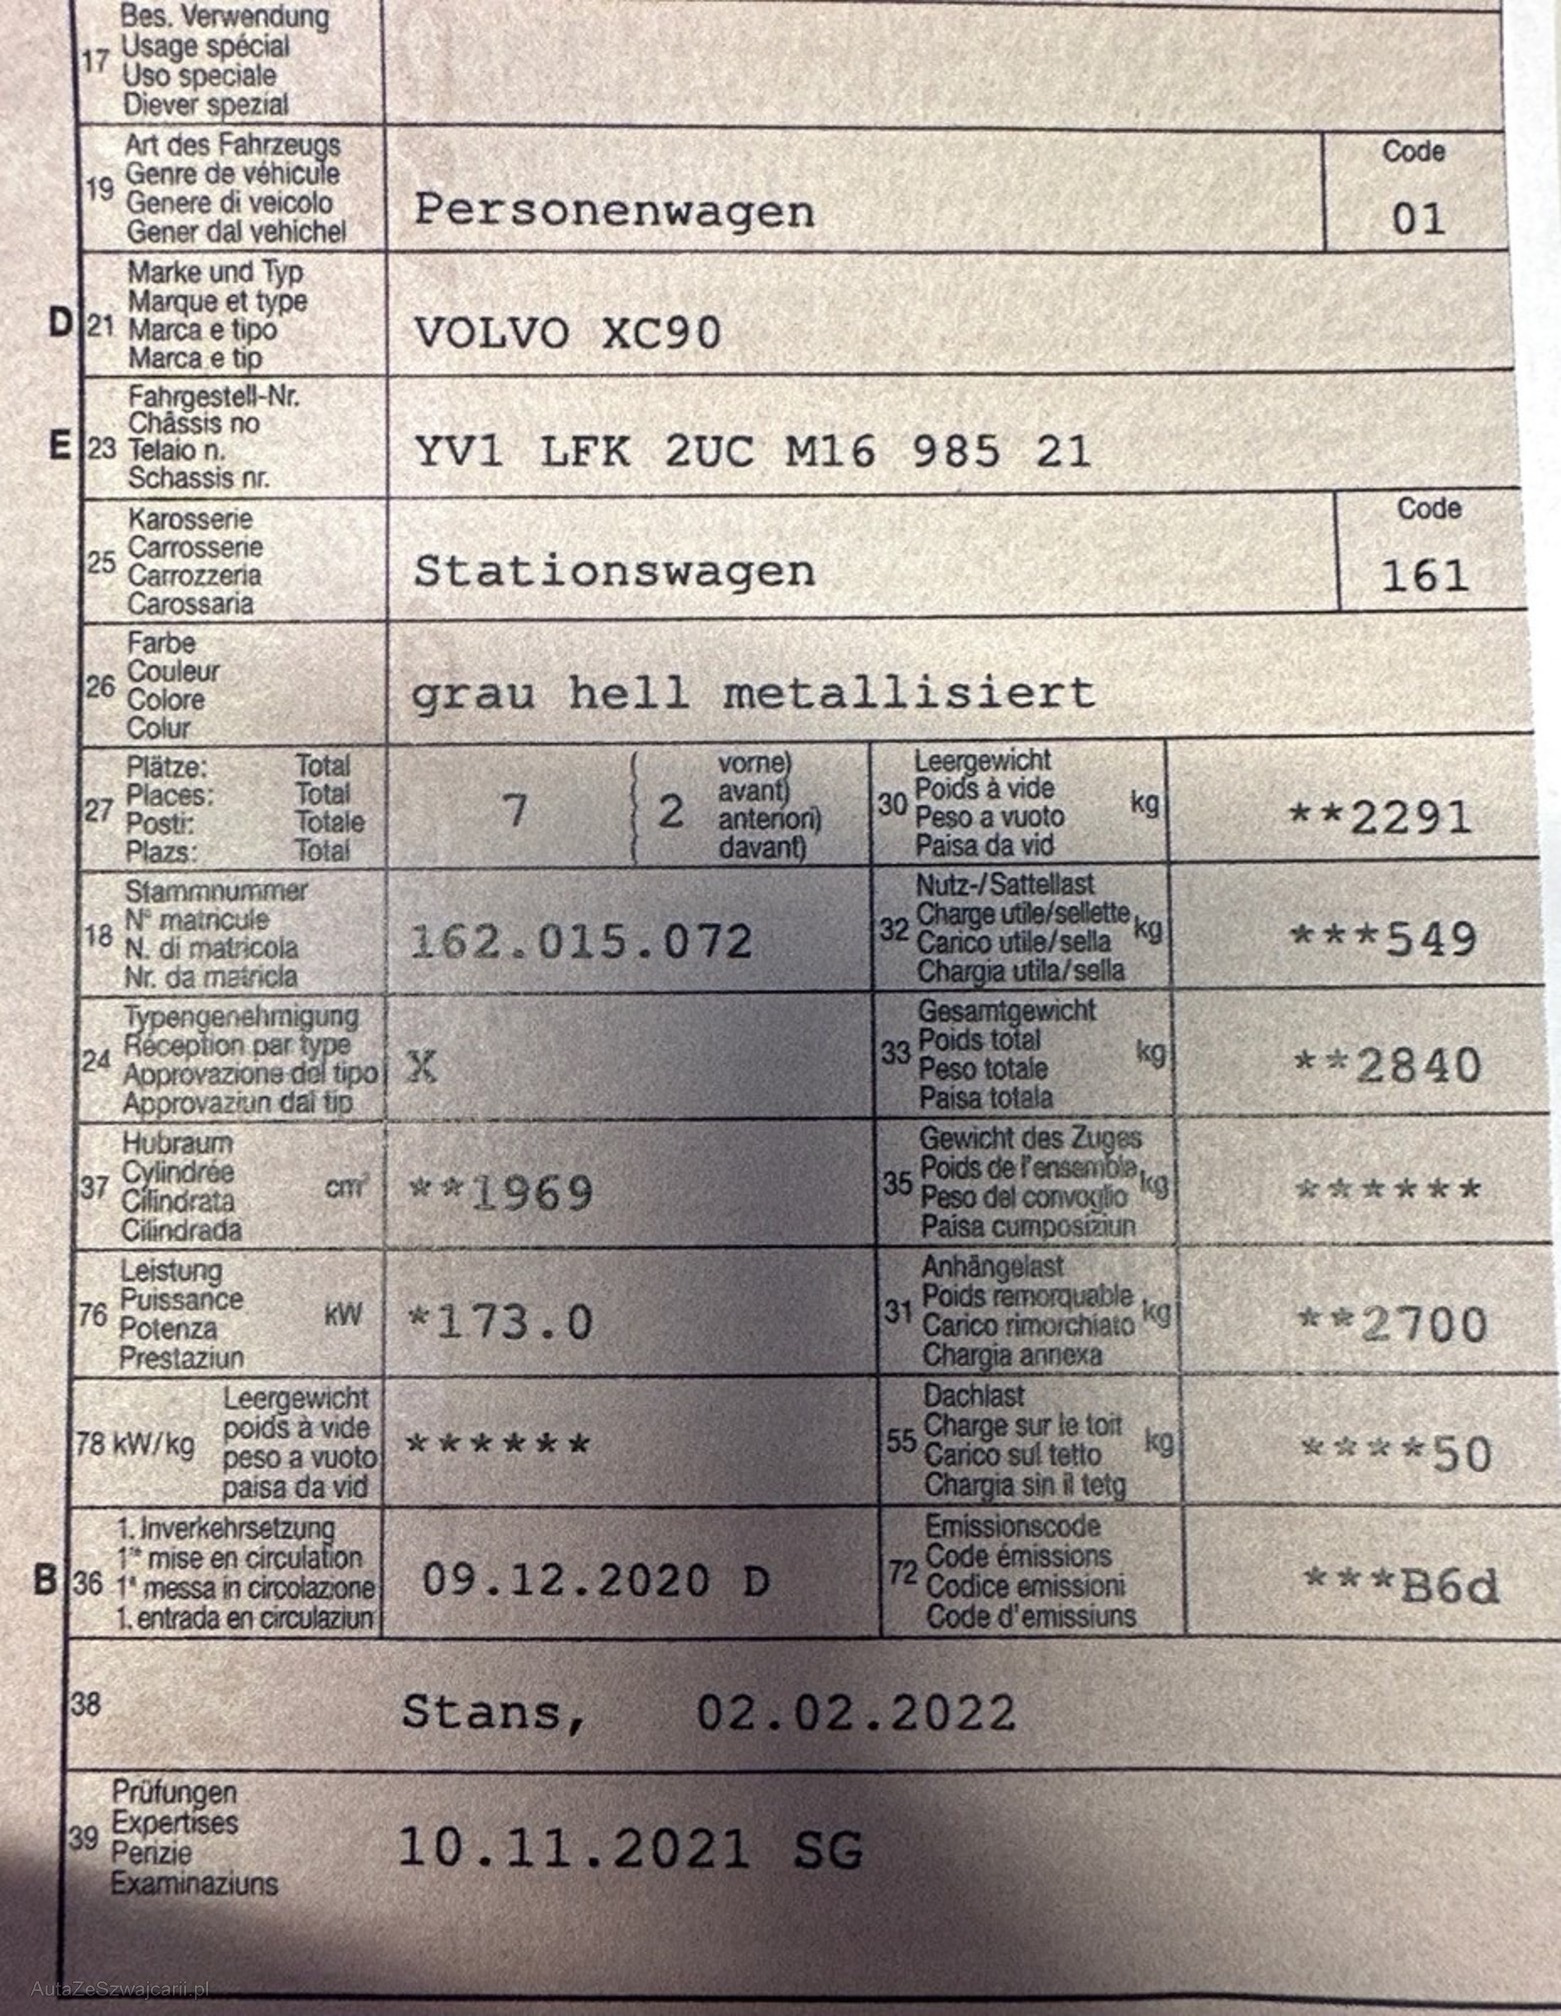 Bes. Verwendung
17 Usage spécial
Uso speciale
Diever spezial
Art des Fahrzeugs
19 Genre de véhicule
Genere di veicolo
Gener dal vehichel
Personenwagen
Code
01
Marke und Typ
D 21 Marque et type
Marca e tipo
Marca e tip
VOLVO XC90
Fahrgestell-Nr.
Châssis no
E 23 Telaio n.
Schassis nr.
YV1 LFK 2UC M16 985 21
Karosserie
25 Carrosserie
Carrozzeria
Carossaria
Stationswagen
Code
161
Farbe
26 Couleur
Colore
Colur
grau hell metallisiert
Plätze: Total
27 Places: Total
Posti: Totale
Plazs: Total
7 ( 2 vorne)
avant)
anteriori)
davant)
Leergewicht
30 Poids à vide kg
Peso a vuoto
Paisa da vid
**2291
Stammnummer
18 N° matricule
N. di matricola
Nr. da matricla
162.015.072
Nutz-/Sattellast
32 Charge utile/sellette kg
Carico utile/sella
Chargia utila/sella
***549
Typengenehmigung
24 Réception par type
Approvazione del tipo
Approvaziun dal tip
X
Gesamtgewicht
33 Poids total kg
Peso totale
Paisa totala
**2840
Hubraum
37 Cylindrée cm³
Cilindrata
Cilindrada
**1969
Gewicht des Zuges
35 Poids de l'ensemble kg
Peso del convoglio
Paisa cumposiziun
******
Leistung
76 Puissance kW
Potenza
Prestaziun
*173.0
Anhängelast
31 Poids remorquable kg
Carico rimorchiato
Chargia annexa
**2700
Leergewicht
78 kW/kg poids à vide
peso a vuoto
paisa da vid
******
Dachlast
55 Charge sur le toit kg
Carico sul tetto
Chargia sin il tetg
****50
1. Inverkehrsetzung
B 36 1re mise en circulation
1a messa in circolazione
1. entrada en circulaziun
09.12.2020 D
Emissionscode
72 Code émissions
Codice emissioni
Code d'emissiuns
***B6d
38 Stans, 02.02.2022
Prüfungen
39 Expertises
Perizie
Examinaziuns
10.11.2021 SG
AutaZeSzwajcarii.pl